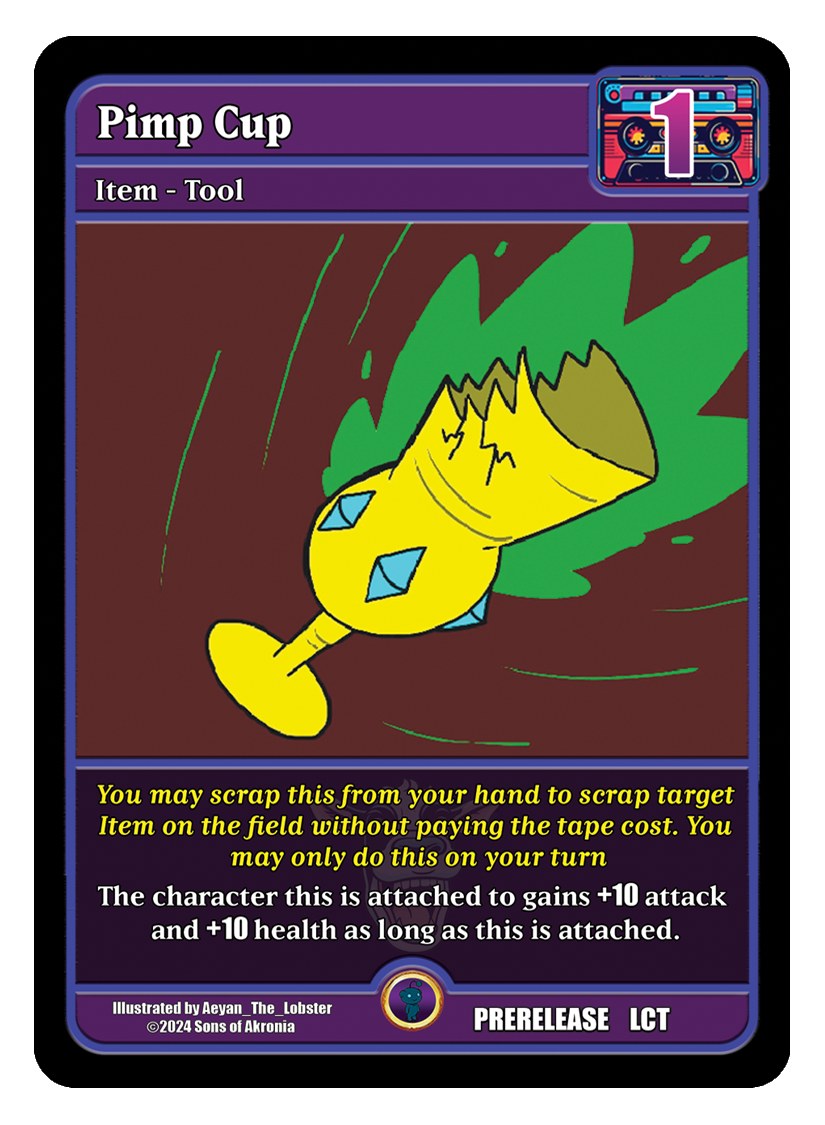 Pimp Cup
1
Item - Tool
You may scrap this from your hand to scrap target
Item on the field without paying the tape cost. You
may only do this on your turn
The character this is attached to gains +10 attack
and +10 health as long as this is attached.
Illustrated by Aeyan_The_Lobster
©2024 Sons of Akronia
PRERELEASE LCT